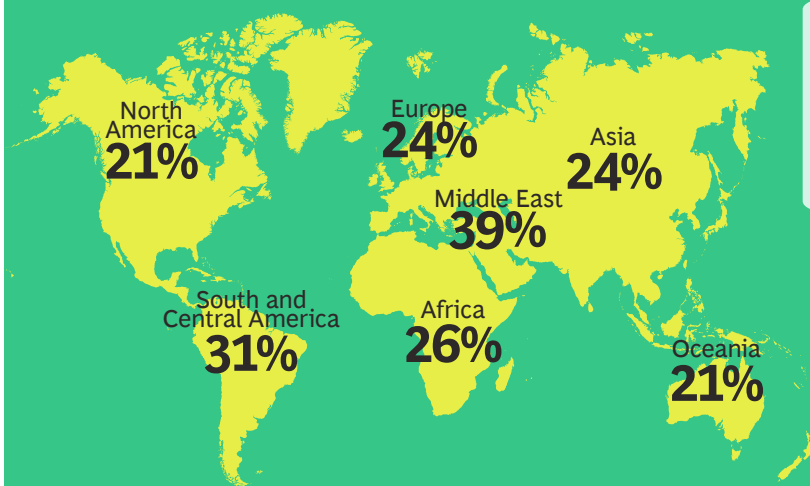 North
America
21%
Europe
24%
Asia
24%
Middle East
39%
South and
Central America
31%
Africa
26%
Oceania
21%